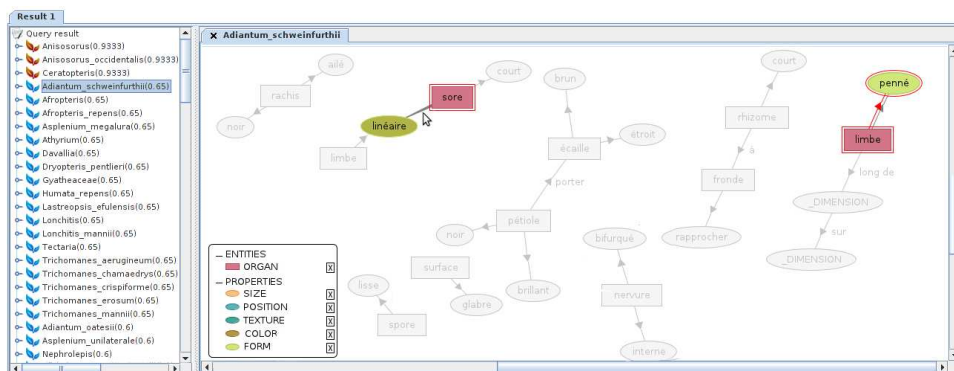 Result 1
Query result
Anisosorus(0.9333)
Anisosorus_occidentalis(0.9333)
Ceratopteris(0.9333)
Adiantum_schweinfurthii(0.65)
Afropteris(0.65)
Afropteris_repens(0.65)
Asplenium_megalura(0.65)
Athyrium(0.65)
Davallia(0.65)
Dryopteris_pentlieri(0.65)
Gyatheaceae(0.65)
Humata_repens(0.65)
Lastreopsis_efulensis(0.65)
Lonchitis(0.65)
Lonchitis_mannii(0.65)
Tectaria(0.65)
Trichomanes_aerugineum(0.65)
Trichomanes_chamaedrys(0.65)
Trichomanes_crispiforme(0.65)
Trichomanes_erosum(0.65)
Trichomanes_mannii(0.65)
Adiantum_oatesii(0.6)
Asplenium_unilaterale(0.6)
Nephrolepis(0.6)
X Adiantum_schweinfurthii
ailé
rachis
noir
court
sore
linéaire
limbe
brun
étroit
écaille
porter
pétiole
noir
brillant
surface
glabre
lisse
spore
bifurqué
nervure
interne
court
rhizome
à
fronde
rapprocher
penné
limbe
long de
_DIMENSION
sur
_DIMENSION
ENTITIES
ORGAN X
PROPERTIES
SIZE X
POSITION X
TEXTURE X
COLOR X
FORM X